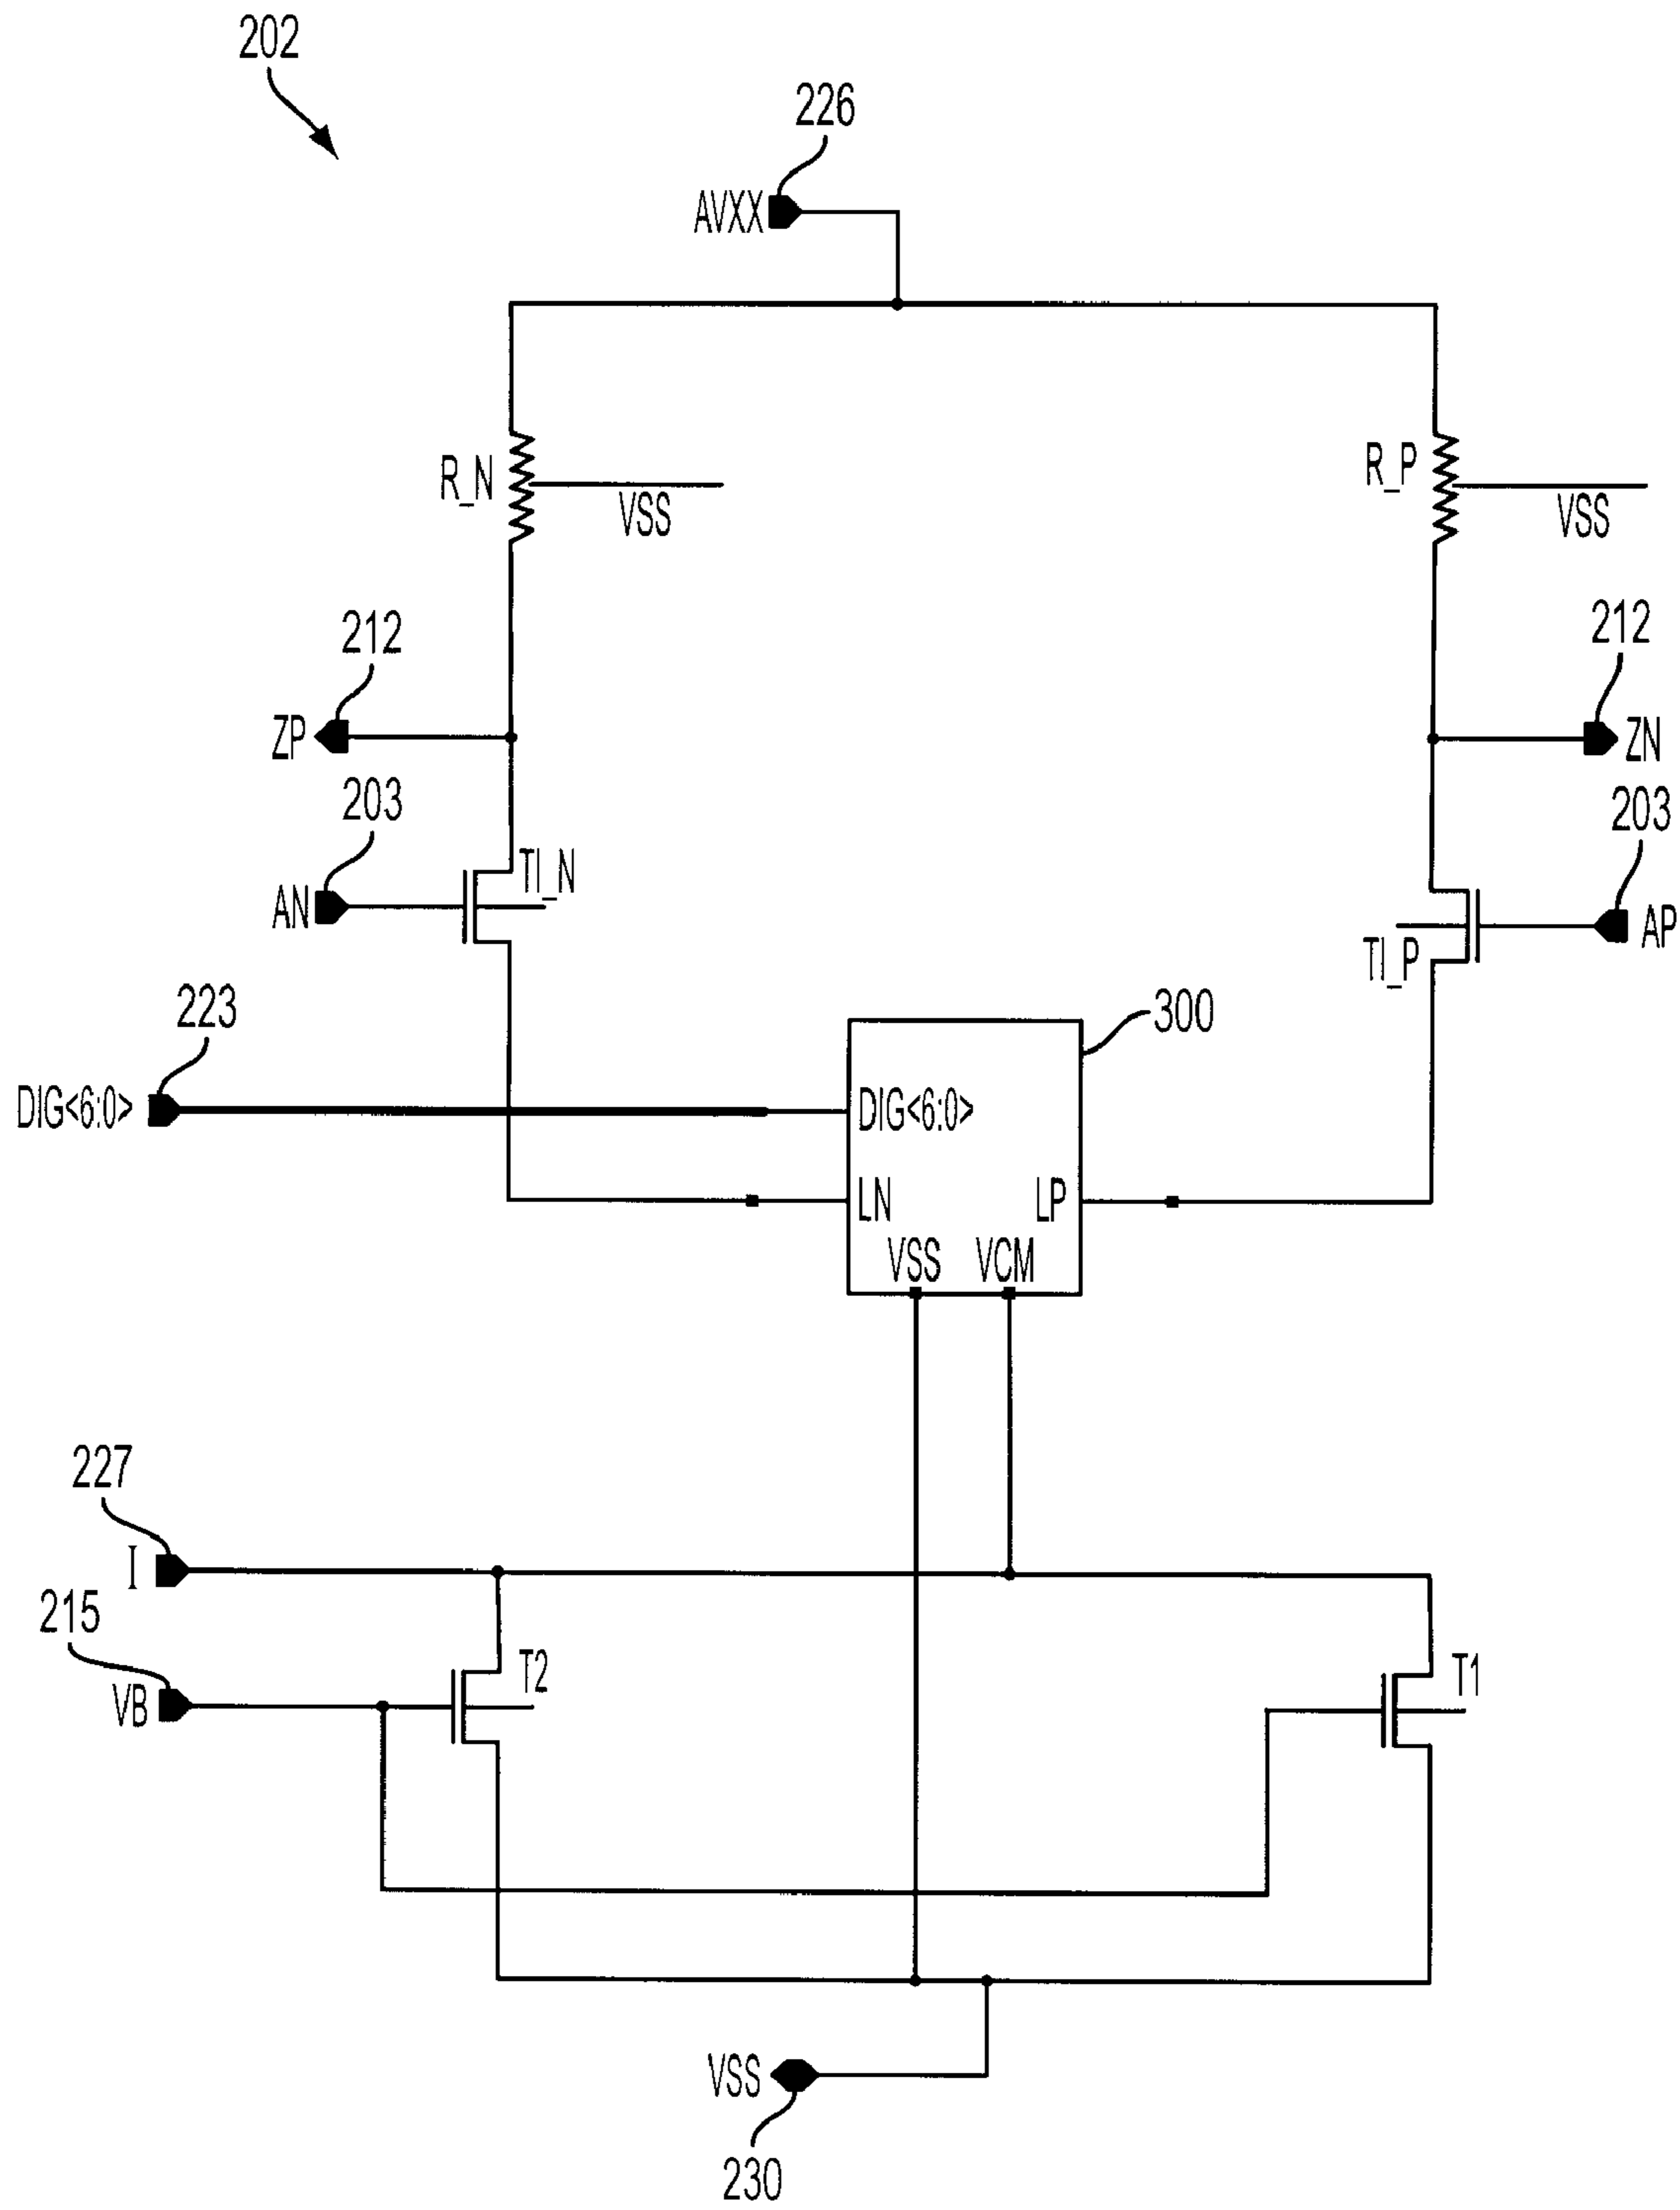 202
226
AVXX
R_N
VSS
R_P
VSS
212
ZP
212
ZN
203
AN
TI_N
203
AP
TI_P
223
DIG<6:0>
300
DIG<6:0>
LN
LP
VSS
VCM
227
I
215
VB
T2
T1
VSS
230